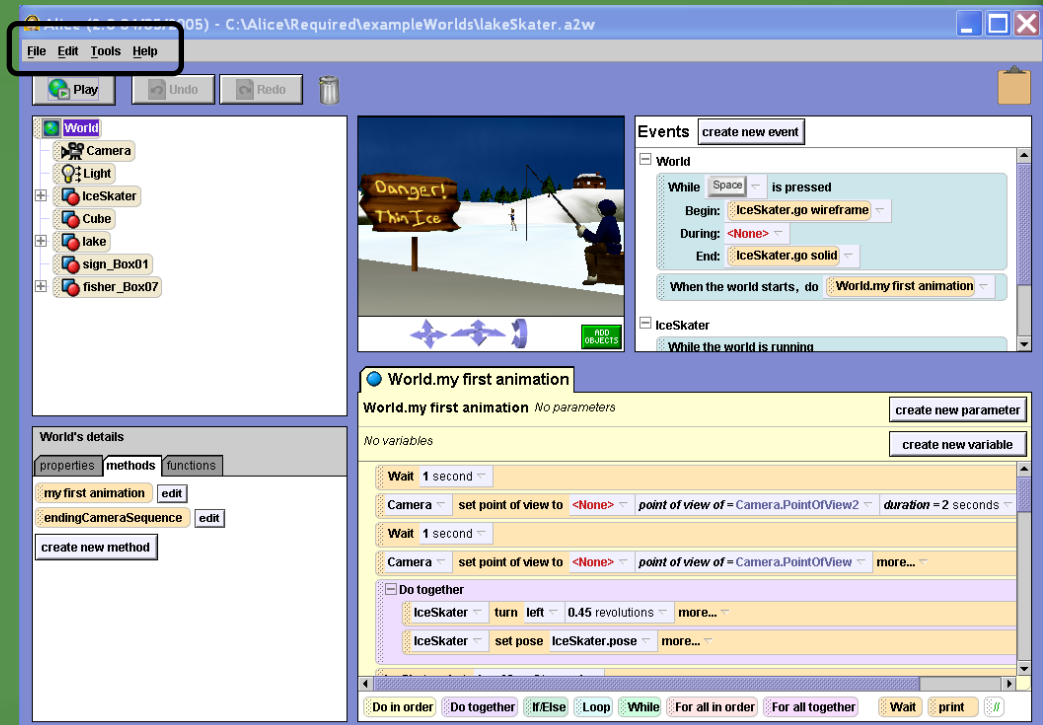 Alice (2.0 04/05/2005) - C:\Alice\Required\exampleWorlds\lakeSkater.a2w
File Edit Tools Help
Play Undo Redo
World
Camera
Light
IceSkater
Cube
lake
sign_Box01
fisher_Box07
Danger!
Thin Ice
ADD
OBJECTS
Events create new event
World
While Space is pressed
Begin: IceSkater.go wireframe
During: <None>
End: IceSkater.go solid
When the world starts, do World.my first animation
IceSkater
While the world is running
World's details
properties methods functions
my first animation edit
endingCameraSequence edit
create new method
World.my first animation
World.my first animation No parameters create new parameter
No variables create new variable
Wait 1 second
Camera set point of view to <None> point of view of = Camera.PointOfView2 duration = 2 seconds
Wait 1 second
Camera set point of view to <None> point of view of = Camera.PointOfView more...
Do together
IceSkater turn left 0.45 revolutions more...
IceSkater set pose IceSkater.pose more...
Do in order Do together If/Else Loop While For all in order For all together Wait print //